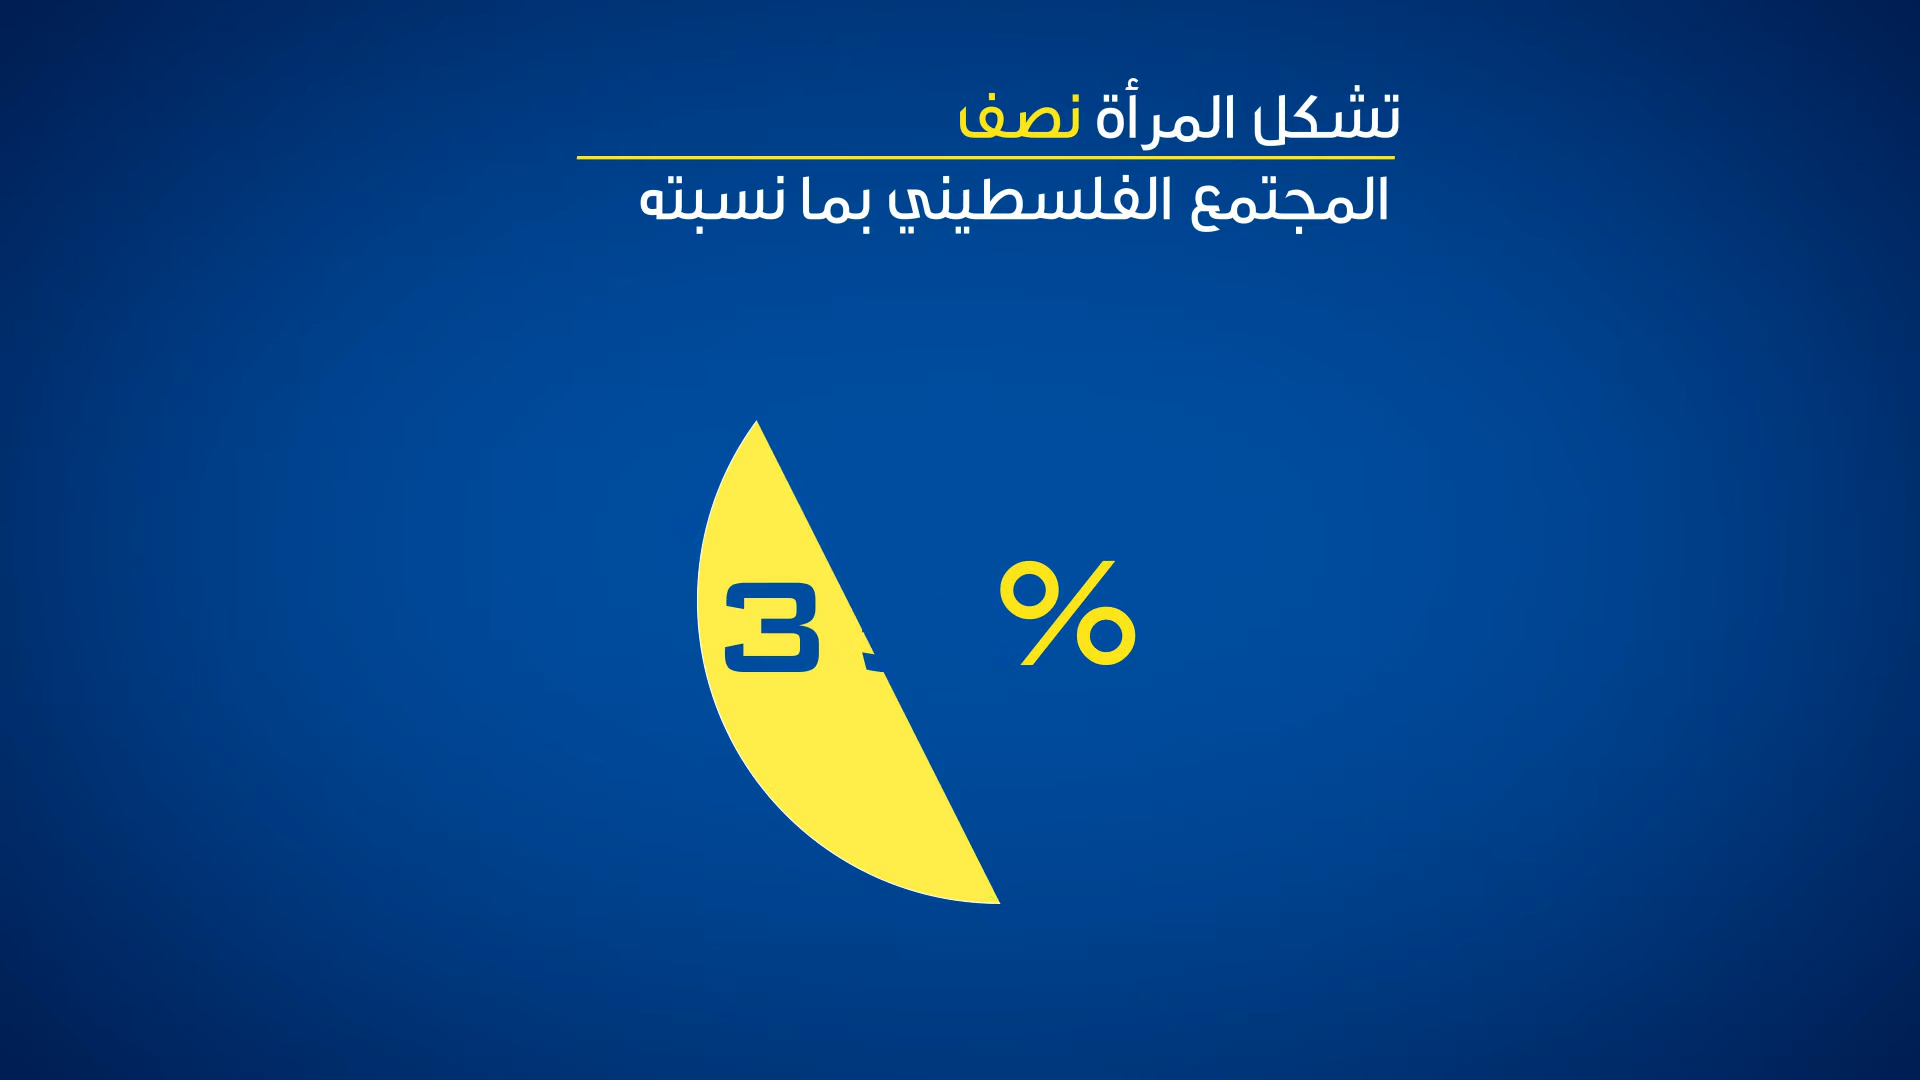 تشكل المرأة نصف
المجتمع الفلسطيني بما نسبته
3 %